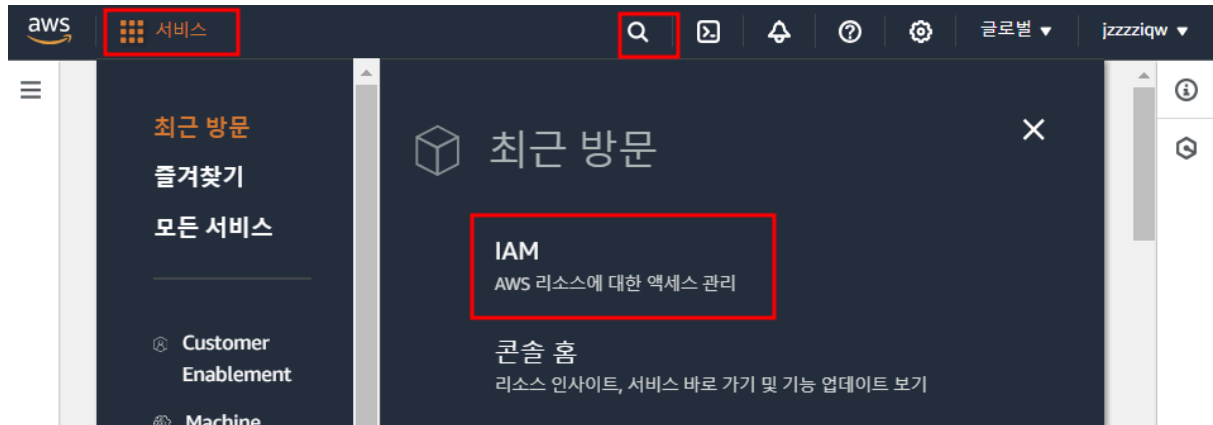 aws
서비스
글로벌 ▼
jzzzziqw ▼
최근 방문
즐겨찾기
모든 서비스
Customer
Enablement
Machine
최근 방문
IAM
AWS 리소스에 대한 액세스 관리
콘솔 홈
리소스 인사이트, 서비스 바로 가기 및 기능 업데이트 보기